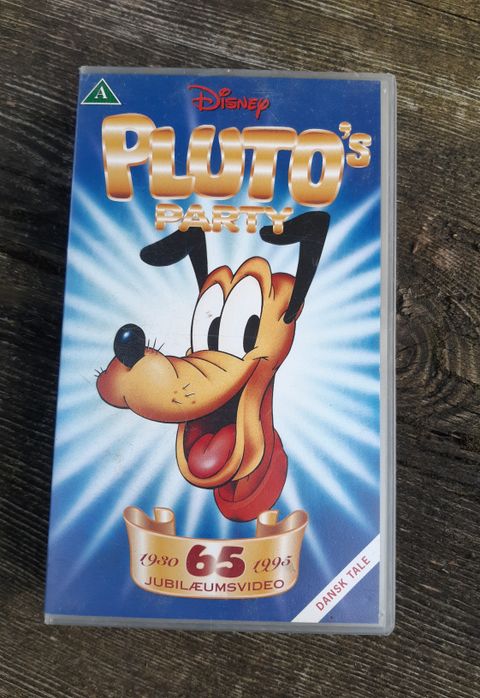 A
Disney
PLUTO's
PARTY
1930 65 1995
JUBILÆUMSVIDEO
DANSK TALE